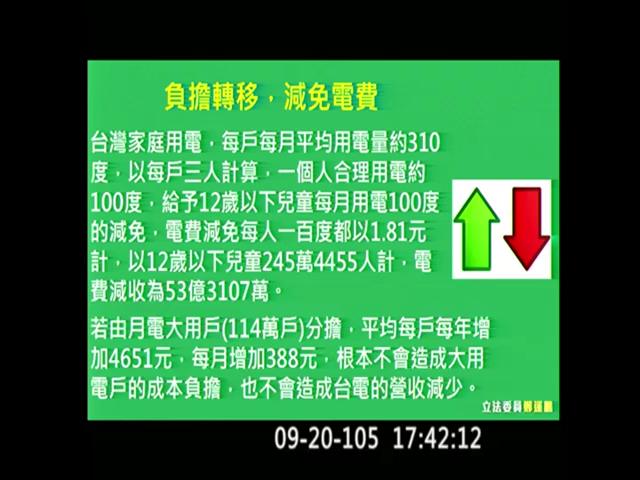 負擔轉移，減免電費
台灣家庭用電，每戶每月平均用電量約310
度，以每戶三人計算，一個人合理用電約
100度，給予12歲以下兒童每月用電100度
的減免，電費減免每人一百度都以1.81元
計，以12歲以下兒童245萬4455人計，電
費減收為53億3107萬。
若由月電大用戶(114萬戶)分擔，平均每戶每年增
加4651元，每月增加388元，根本不會造成大用
電戶的成本負擔，也不會造成台電的營收減少。
立法委員鄭運鵬
09-20-105 17:42:12